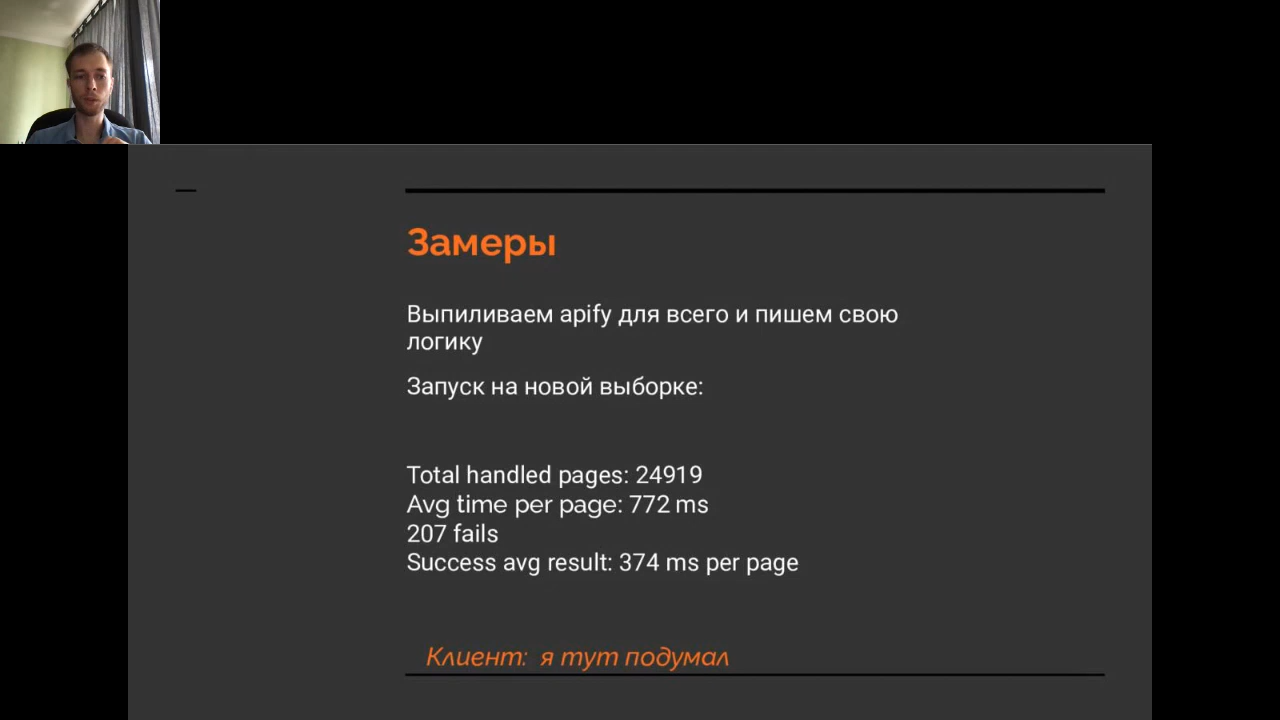 Замеры
Выпиливаем apify для всего и пишем свою
логику
Запуск на новой выборке:
Total handled pages: 24919
Avg time per page: 772 ms
207 fails
Success avg result: 374 ms per page
Клиент: я тут подумал